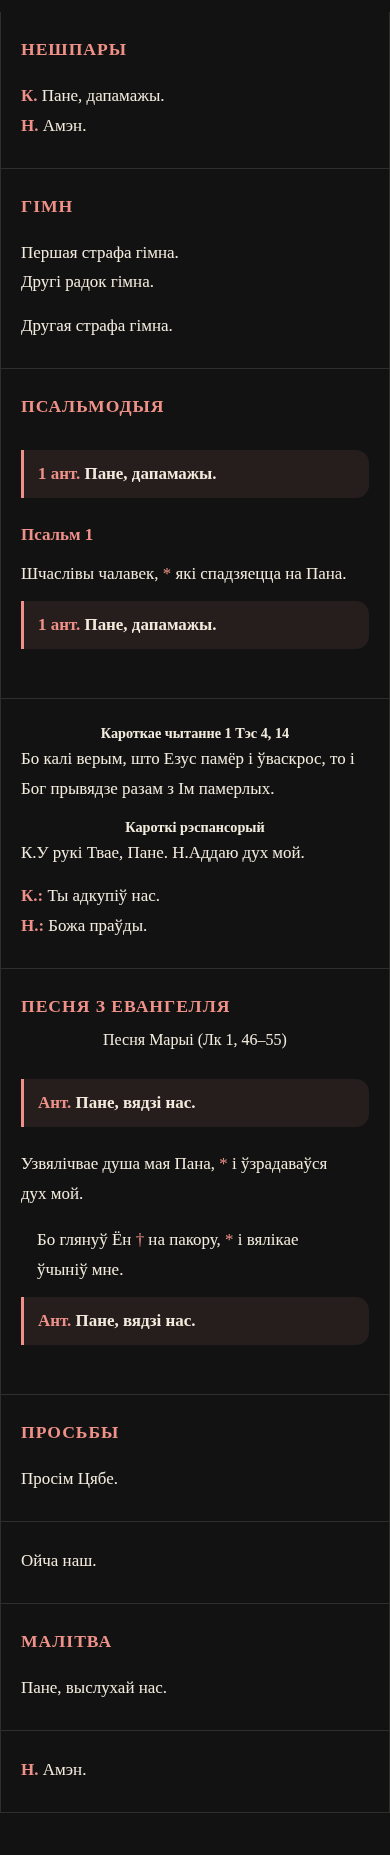 НЕШПАРЫ
К. Пане, дапамажы.
Н. Амэн.
ГІМН
Першая страфа гімна.
Другі радок гімна.
Другая страфа гімна.
ПСАЛЬМОДЫЯ
1 ант. Пане, дапамажы.
Псальм 1
Шчаслівы чалавек, * які спадзяецца на Пана.
1 ант. Пане, дапамажы.
Кароткае чытанне 1 Тэс 4, 14
Бо калі верым, што Езус памёр і ўваскрос, то і
Бог прывядзе разам з Ім памерлых.
Кароткі рэспансорый
К.У рукі Твае, Пане. Н.Аддаю дух мой.
К.: Ты адкупіў нас.
Н.: Божа праўды.
ПЕСНЯ З ЕВАНГЕЛЛЯ
Песня Марыі (Лк 1, 46–55)
Ант. Пане, вядзі нас.
Узвялічвае душа мая Пана, * і ўзрадаваўся
дух мой.
Бо глянуў Ён † на пакору, * і вялікае
ўчыніў мне.
Ант. Пане, вядзі нас.
ПРОСЬБЫ
Просім Цябе.
Ойча наш.
МАЛІТВА
Пане, выслухай нас.
Н. Амэн.